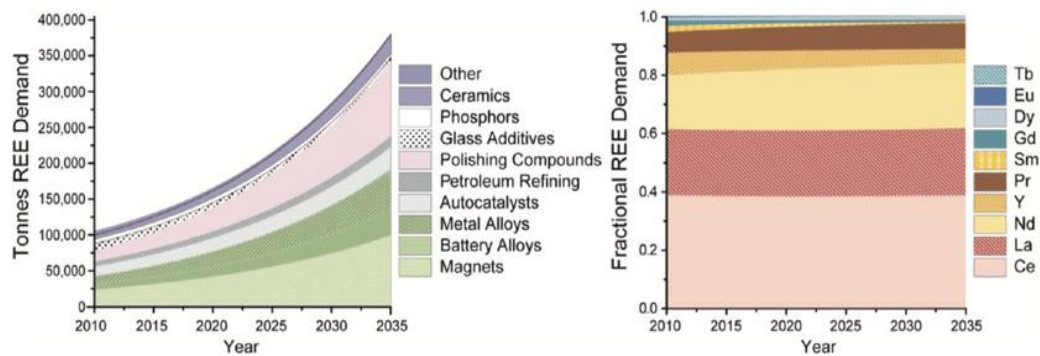 Tonnes REE Demand
400,000
350,000
300,000
250,000
200,000
150,000
100,000
50,000
0
2010 2015 2020 2025 2030 2035
Year
Other
Ceramics
Phosphors
Glass Additives
Polishing Compounds
Petroleum Refining
Autocatalysts
Metal Alloys
Battery Alloys
Magnets
Fractional REE Demand
1.0
0.8
0.6
0.4
0.2
0.0
2010 2015 2020 2025 2030 2035
Year
Tb
Eu
Dy
Gd
Sm
Pr
Y
Nd
La
Ce